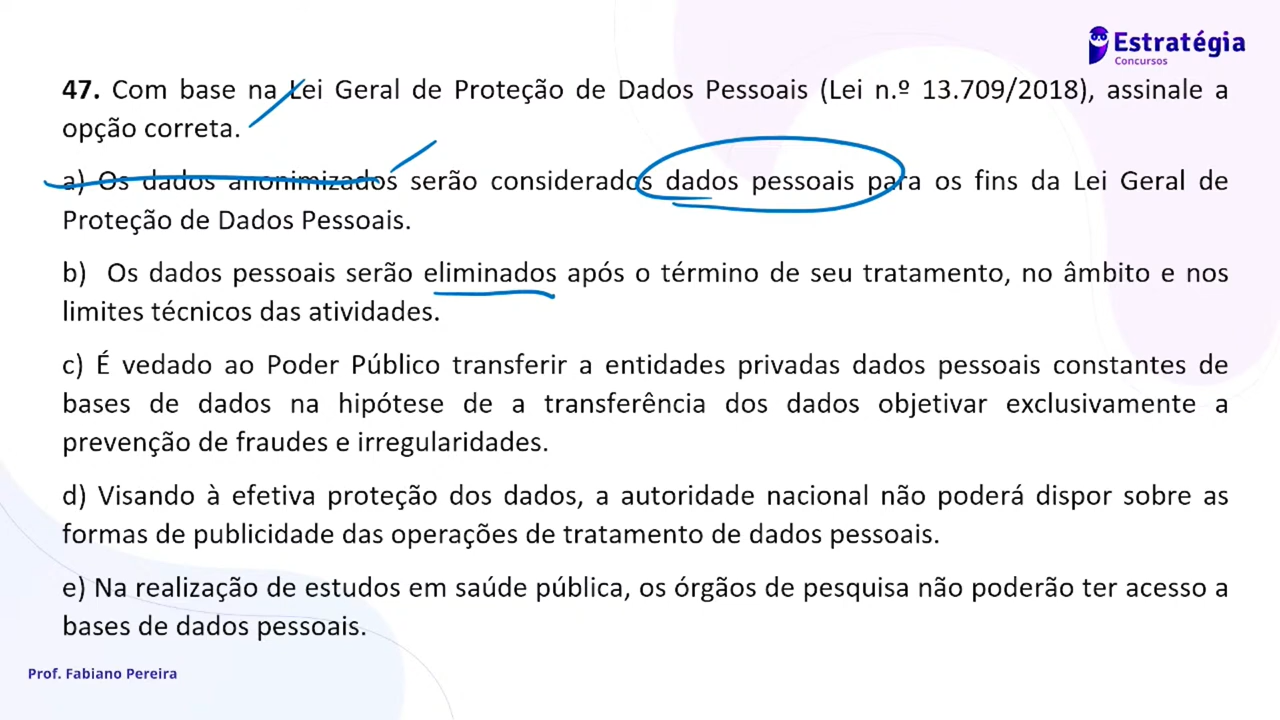 Estratégia
Concursos
47. Com base na Lei Geral de Proteção de Dados Pessoais (Lei n.º 13.709/2018), assinale a
opção correta.
a) Os dados anonimizados serão considerados dados pessoais para os fins da Lei Geral de
Proteção de Dados Pessoais.
b) Os dados pessoais serão eliminados após o término de seu tratamento, no âmbito e nos
limites técnicos das atividades.
c) É vedado ao Poder Público transferir a entidades privadas dados pessoais constantes de
bases de dados na hipótese de a transferência dos dados objetivar exclusivamente a
prevenção de fraudes e irregularidades.
d) Visando à efetiva proteção dos dados, a autoridade nacional não poderá dispor sobre as
formas de publicidade das operações de tratamento de dados pessoais.
e) Na realização de estudos em saúde pública, os órgãos de pesquisa não poderão ter acesso a
bases de dados pessoais.
Prof. Fabiano Pereira